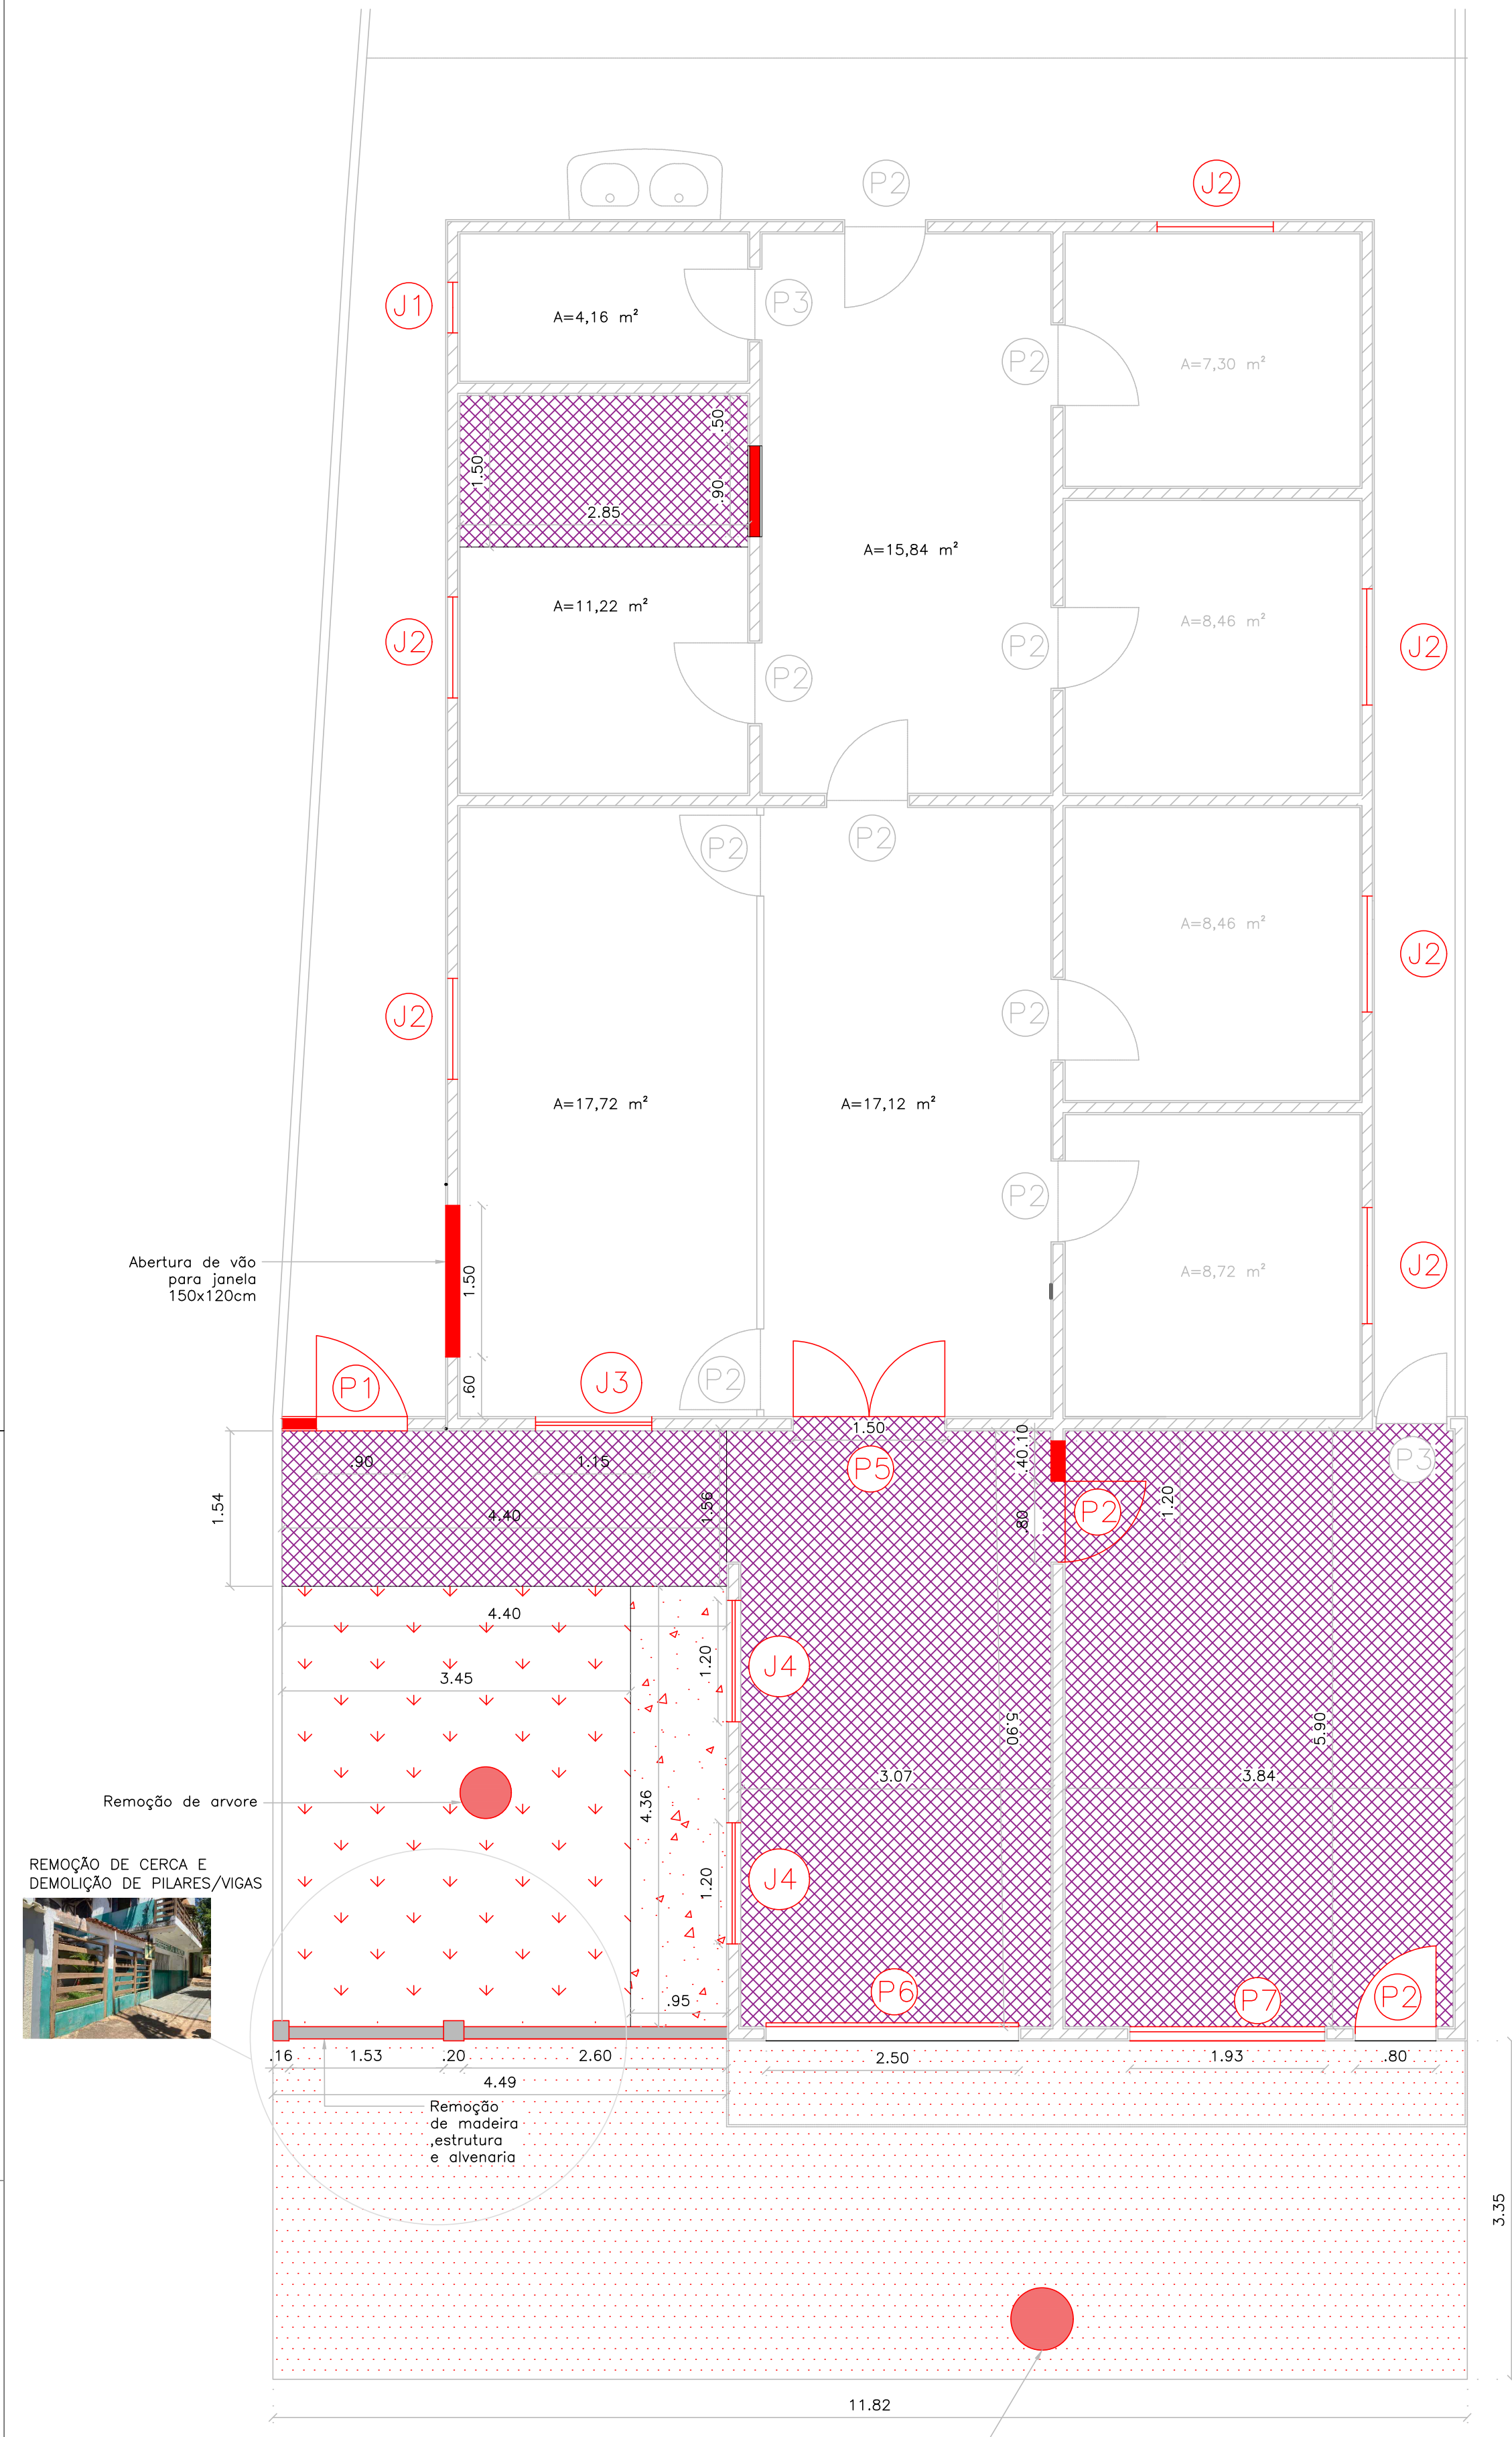 P2
J2
J1
A=4,16 m²
P3
P2
A=7,30 m²
.50
1.50
.90
2.85
A=15,84 m²
A=11,22 m²
A=8,46 m²
J2
P2
P2
J2
P2
P2
A=8,46 m²
J2
J2
P2
A=17,72 m²
A=17,12 m²
P2
Abertura de vão
para janela
150x120cm
1.50
A=8,72 m²
J2
P1
.60
J3
P2
1.50
.90
1.15
P5
.40
.10
P3
1.54
4.40
1.56
.80
P2
1.20
4.40
1.20
J4
3.45
5.90
5.90
3.07
3.84
Remoção de arvore
4.36
REMOÇÃO DE CERCA E
DEMOLIÇÃO DE PILARES/VIGAS
1.20
J4
.95
P6
P7
P2
.16
1.53
.20
2.60
2.50
1.93
.80
4.49
Remoção
de madeira
,estrutura
e alvenaria
3.35
11.82